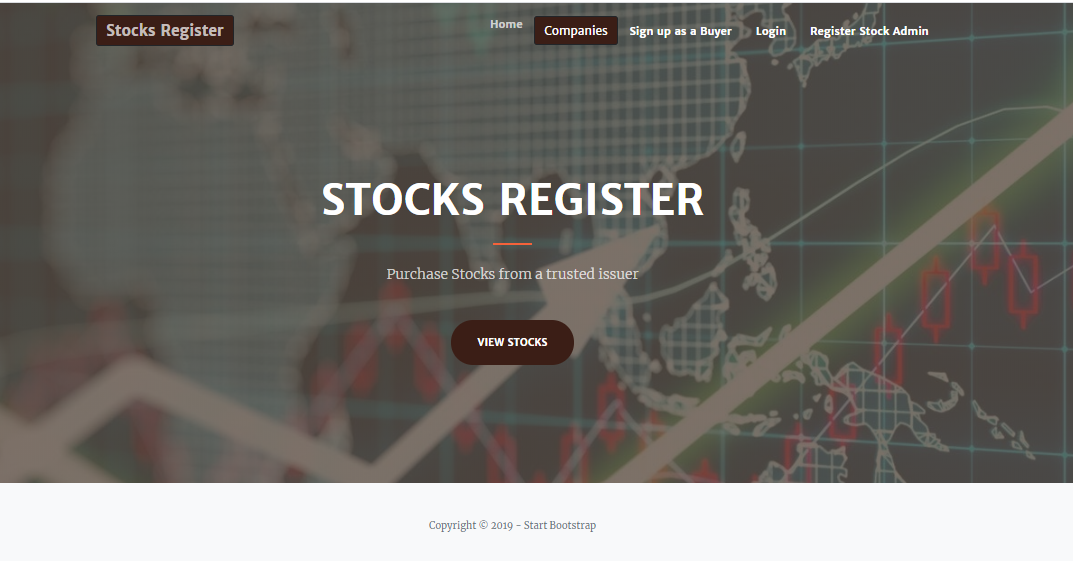 Stocks Register
Home Companies Sign up as a Buyer Login Register Stock Admin
STOCKS REGISTER
Purchase Stocks from a trusted issuer
VIEW STOCKS
Copyright © 2019 - Start Bootstrap